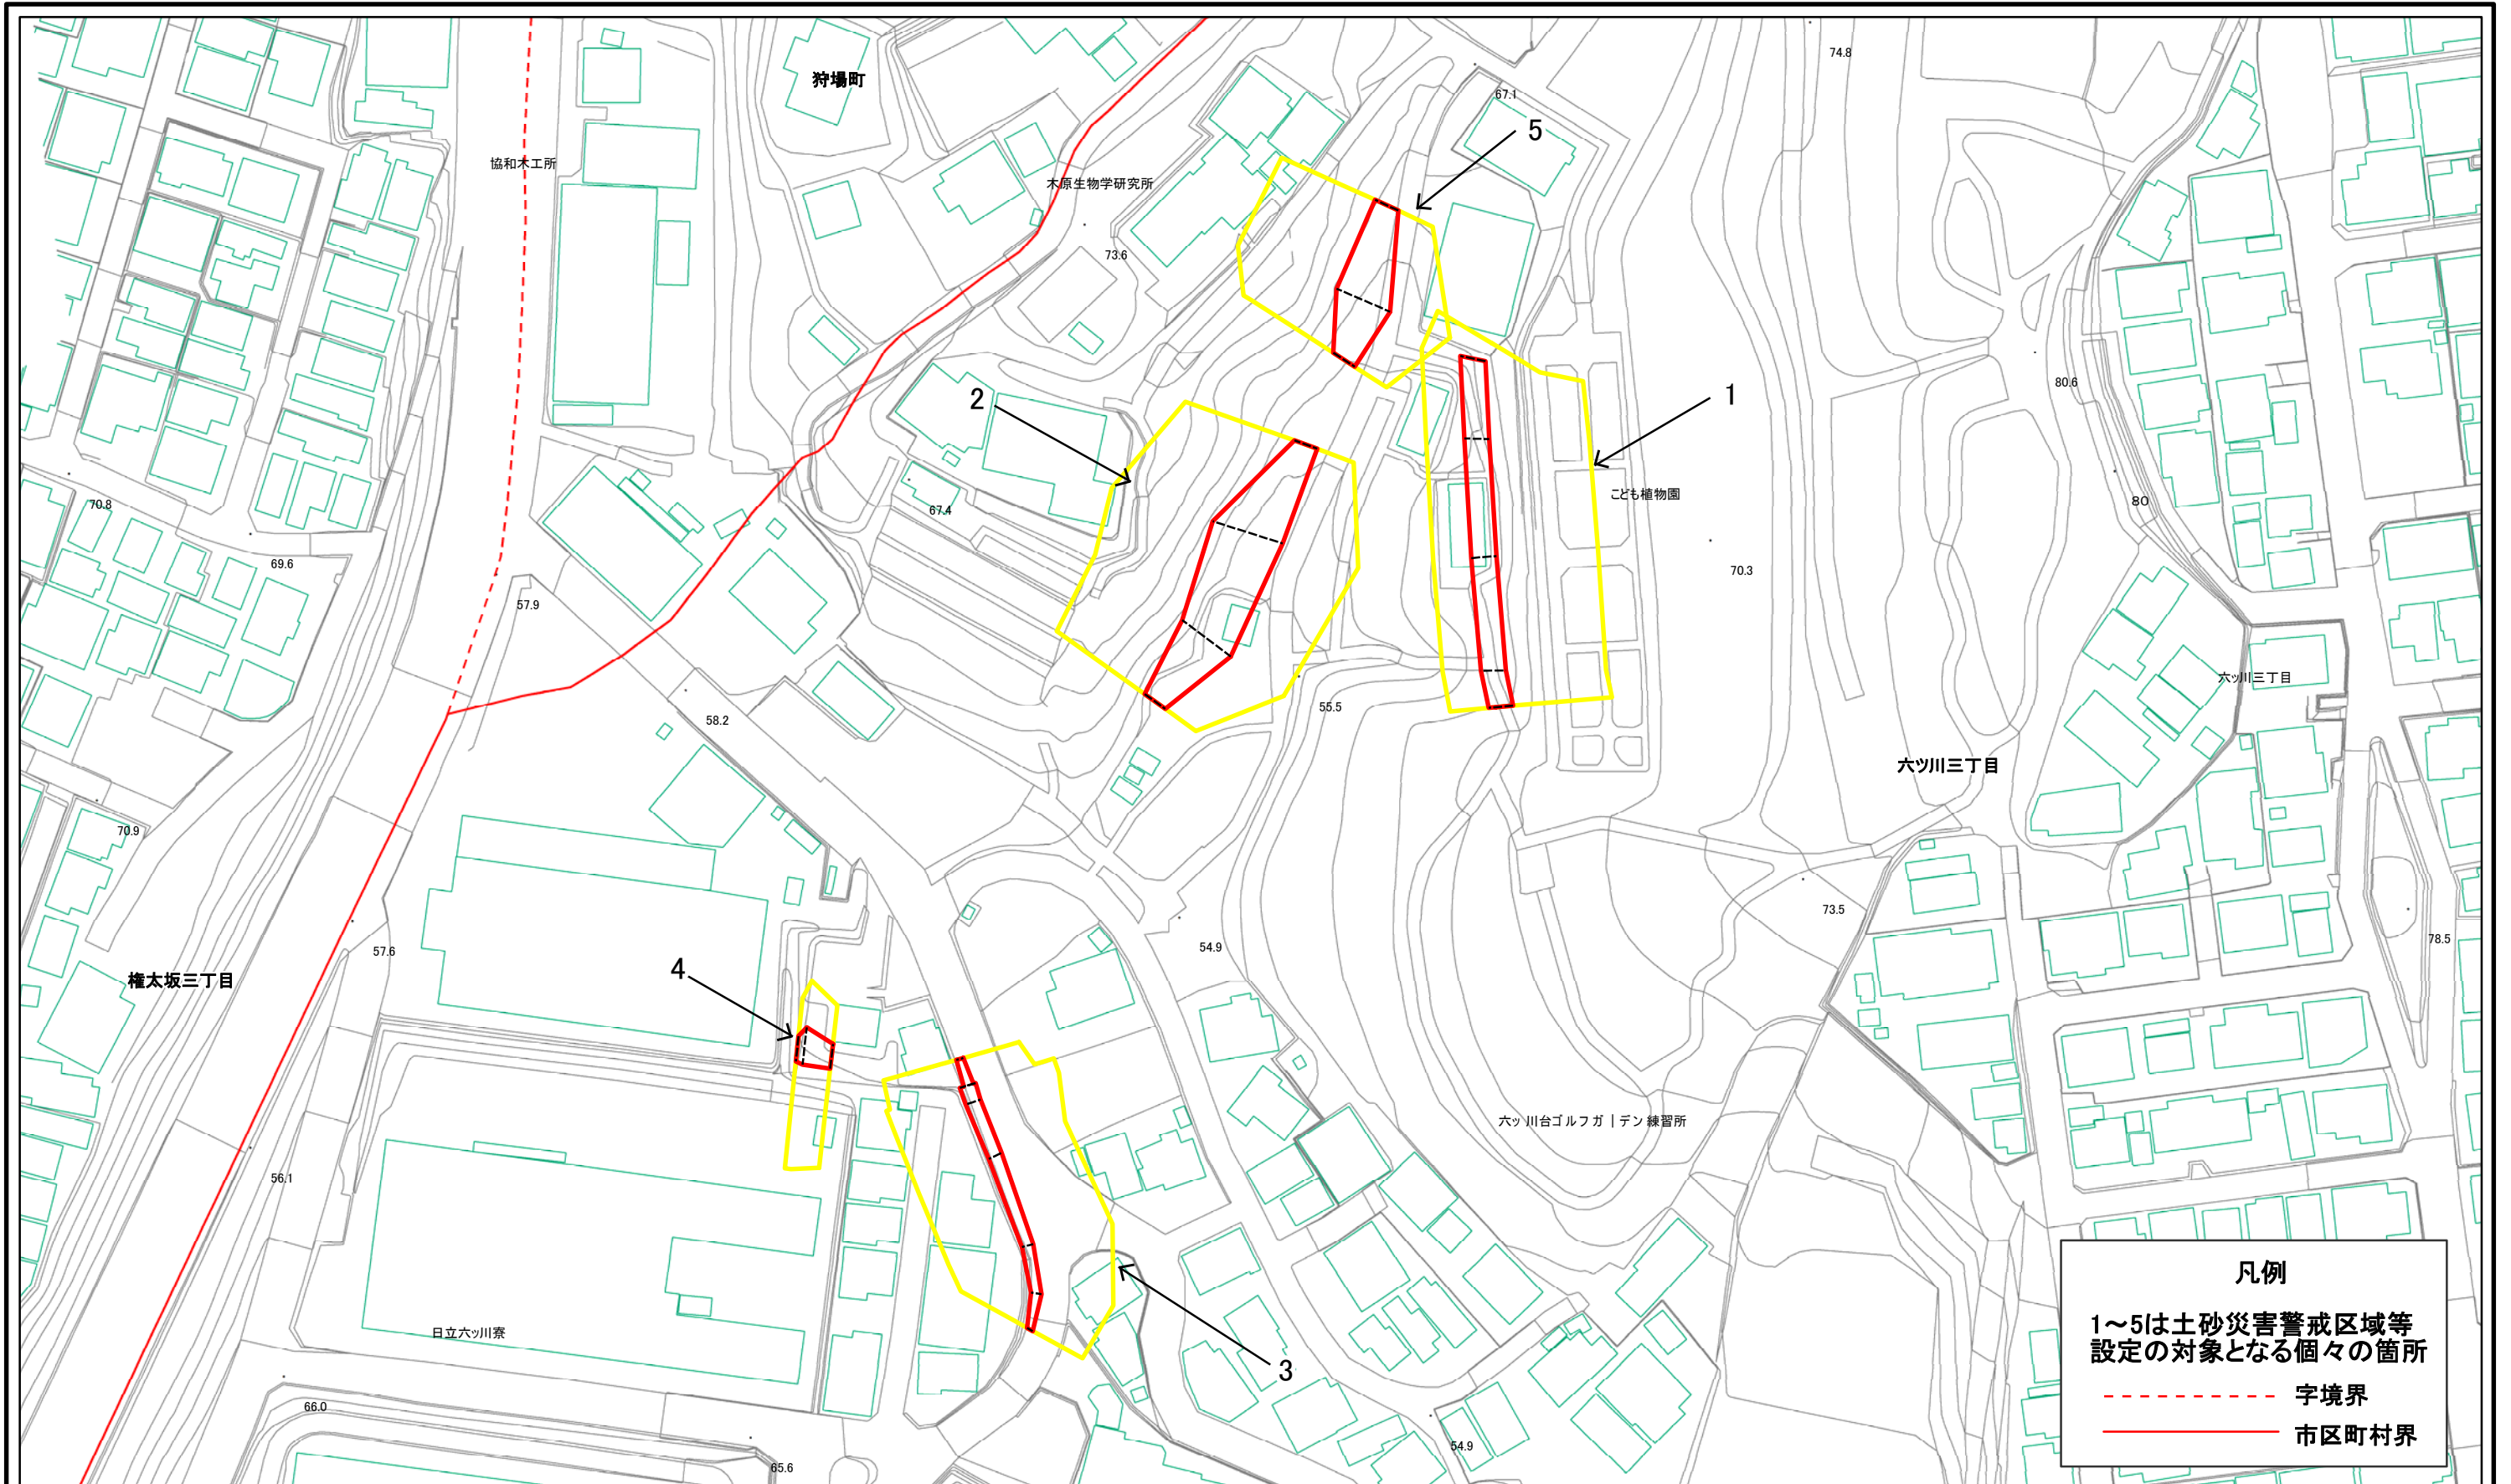 狩場町
74.8
67.1
5
協和木工所
木原生物学研究所
73.6
80.6
2
1
こども植物園
70.8
67.4
80
69.6
70.3
57.9
六ッ川三丁目
58.2
55.5
六ツ川三丁目
70.9
73.5
57.6
54.9
78.5
権太坂三丁目
4
六ッ川台ゴルフガーデン練習所
56.1
日立六ッ川寮
3
66.0
54.9
65.6
凡例
1～5は土砂災害警戒区域等
設定の対象となる個々の箇所
字境界
市区町村界